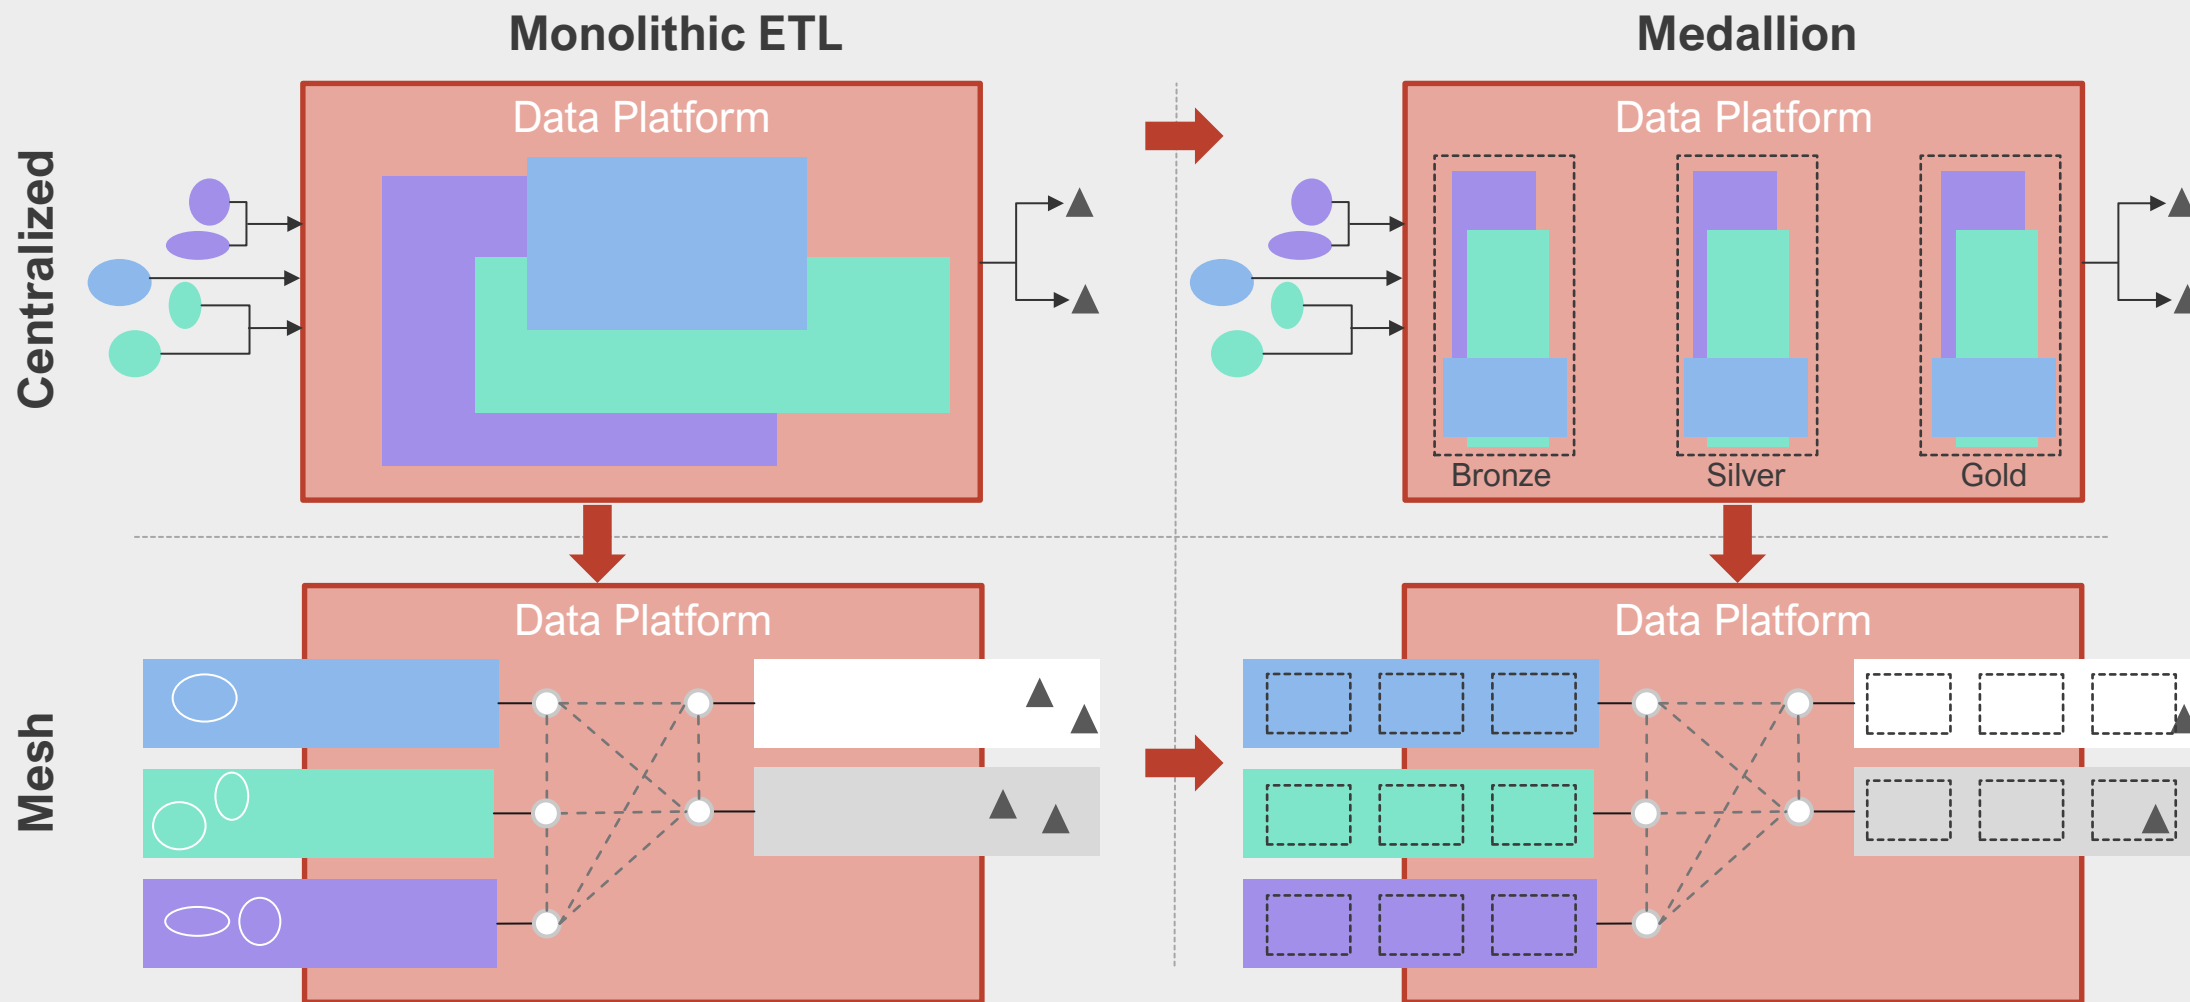 Monolithic ETL
Medallion
Centralized
Data Platform
Data Platform
Bronze
Silver
Gold
Mesh
Data Platform
Data Platform